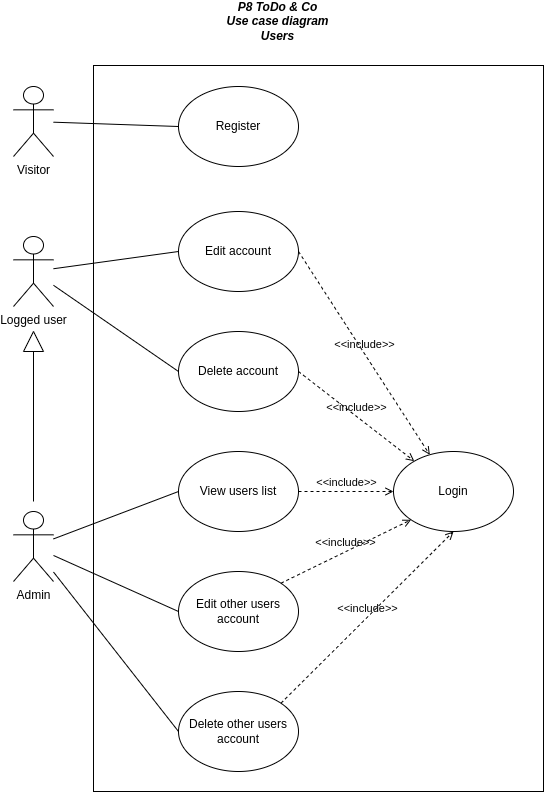 P8 ToDo & Co
Use case diagram
Users
Register
Visitor
Edit account
Logged user
<<include>>
Delete account
<<include>>
View users list
<<include>>
Login
<<include>>
Admin
Edit other users
account
<<include>>
Delete other users
account